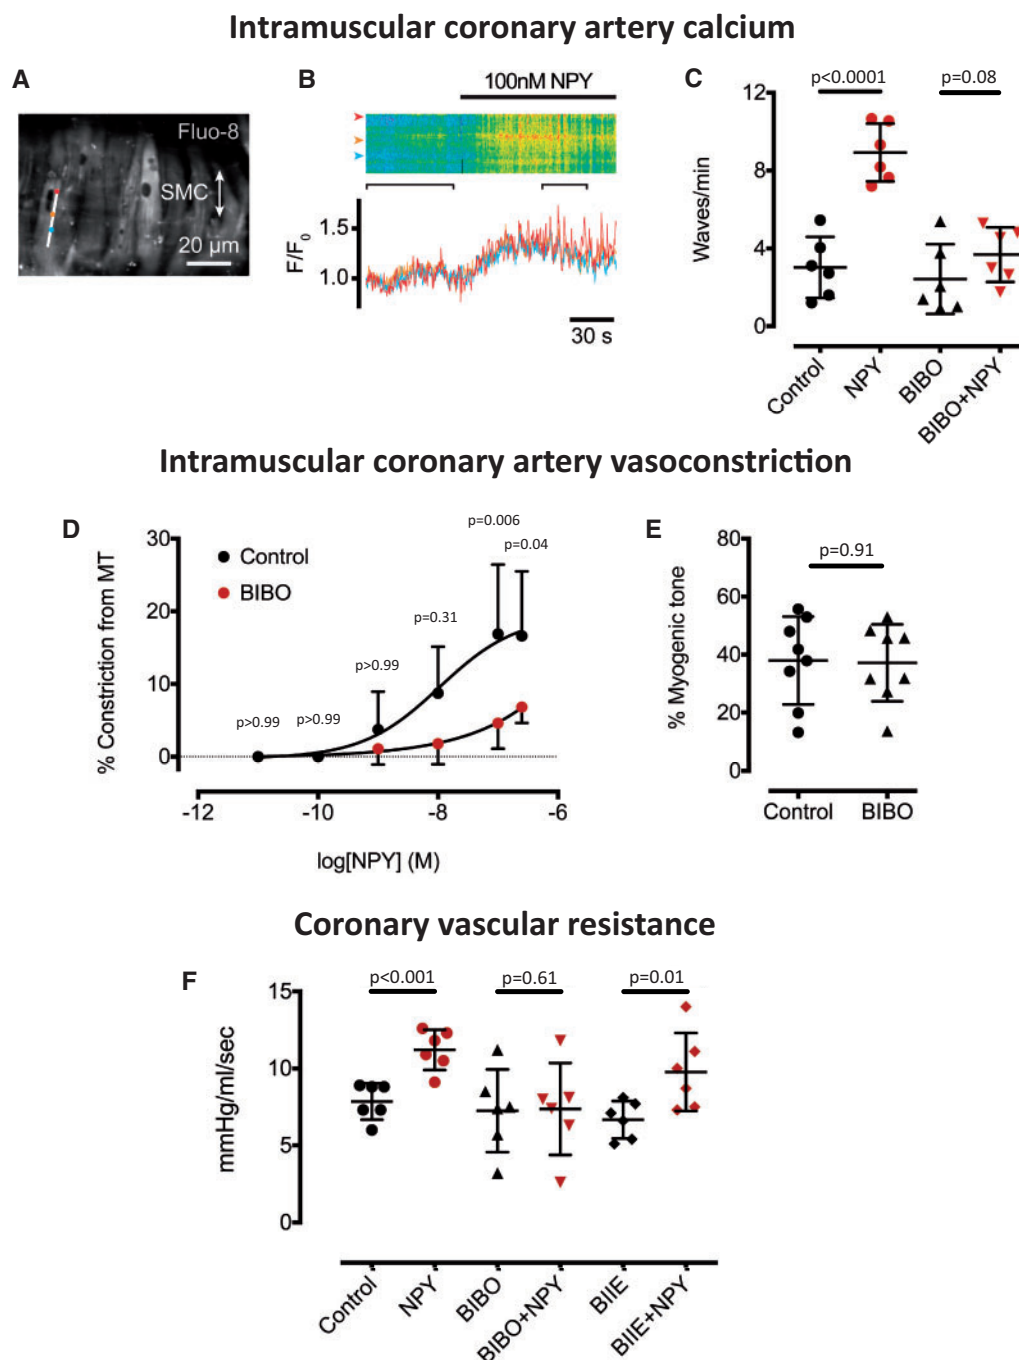 Intramuscular coronary artery calcium
A
Fluo-8
SMC
20 µm
B
100nM NPY
F/F0
1.5
1.0
30 s
C
p<0.0001
p=0.08
Waves/min
12
8
4
0
Control
NPY
BIBO
BIBO+NPY
Intramuscular coronary artery vasoconstriction
D
Control
BIBO
% Constriction from MT
30
20
10
0
p>0.99
p>0.99
p>0.99
p=0.31
p=0.006
p=0.04
-12
-10
-8
-6
log[NPY] (M)
E
p=0.91
% Myogenic tone
80
60
40
20
0
Control
BIBO
Coronary vascular resistance
F
p<0.001
p=0.61
p=0.01
mmHg/ml/sec
15
10
5
0
Control
NPY
BIBO
BIBO+NPY
BIIE
BIIE+NPY